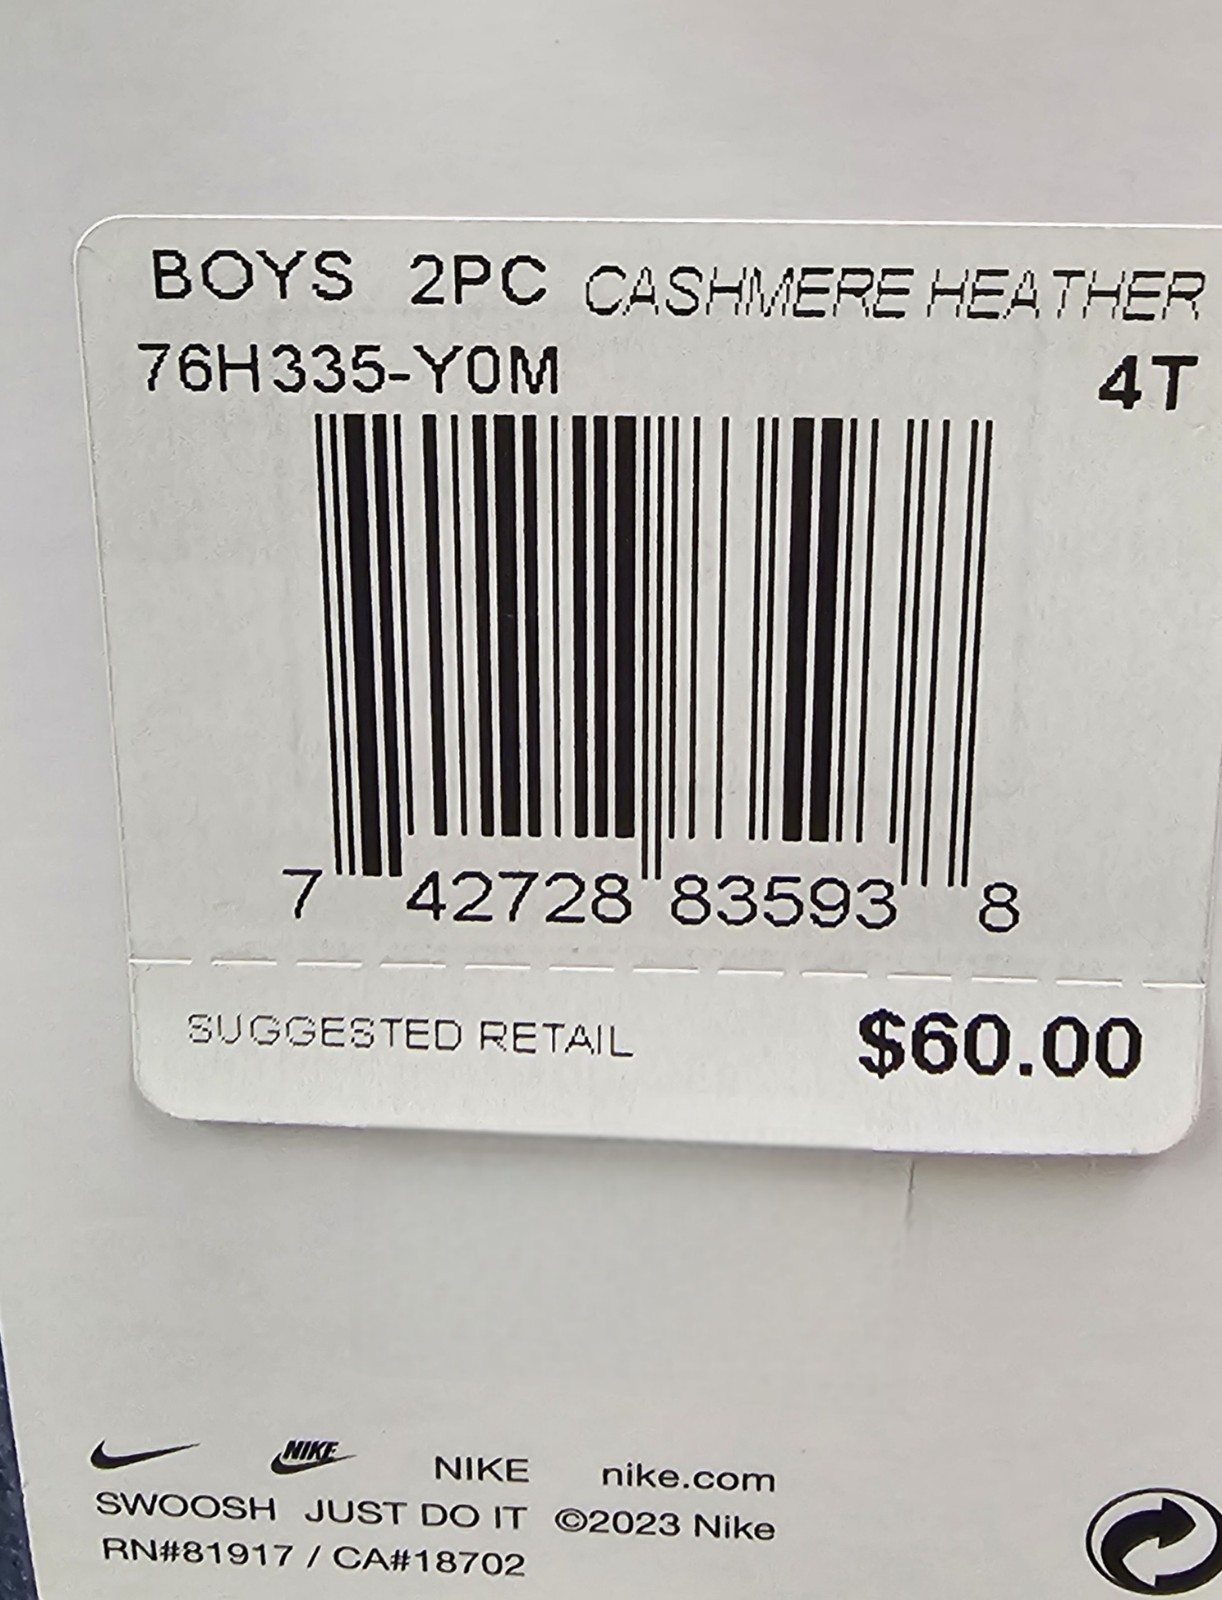 BOYS 2PC CASHMERE HEATHER
76H335-Y0M 4T
7 42728 83593 8
SUGGESTED RETAIL $60.00
NIKE NIKE nike.com
SWOOSH JUST DO IT ©2023 Nike
RN#81917 / CA#18702